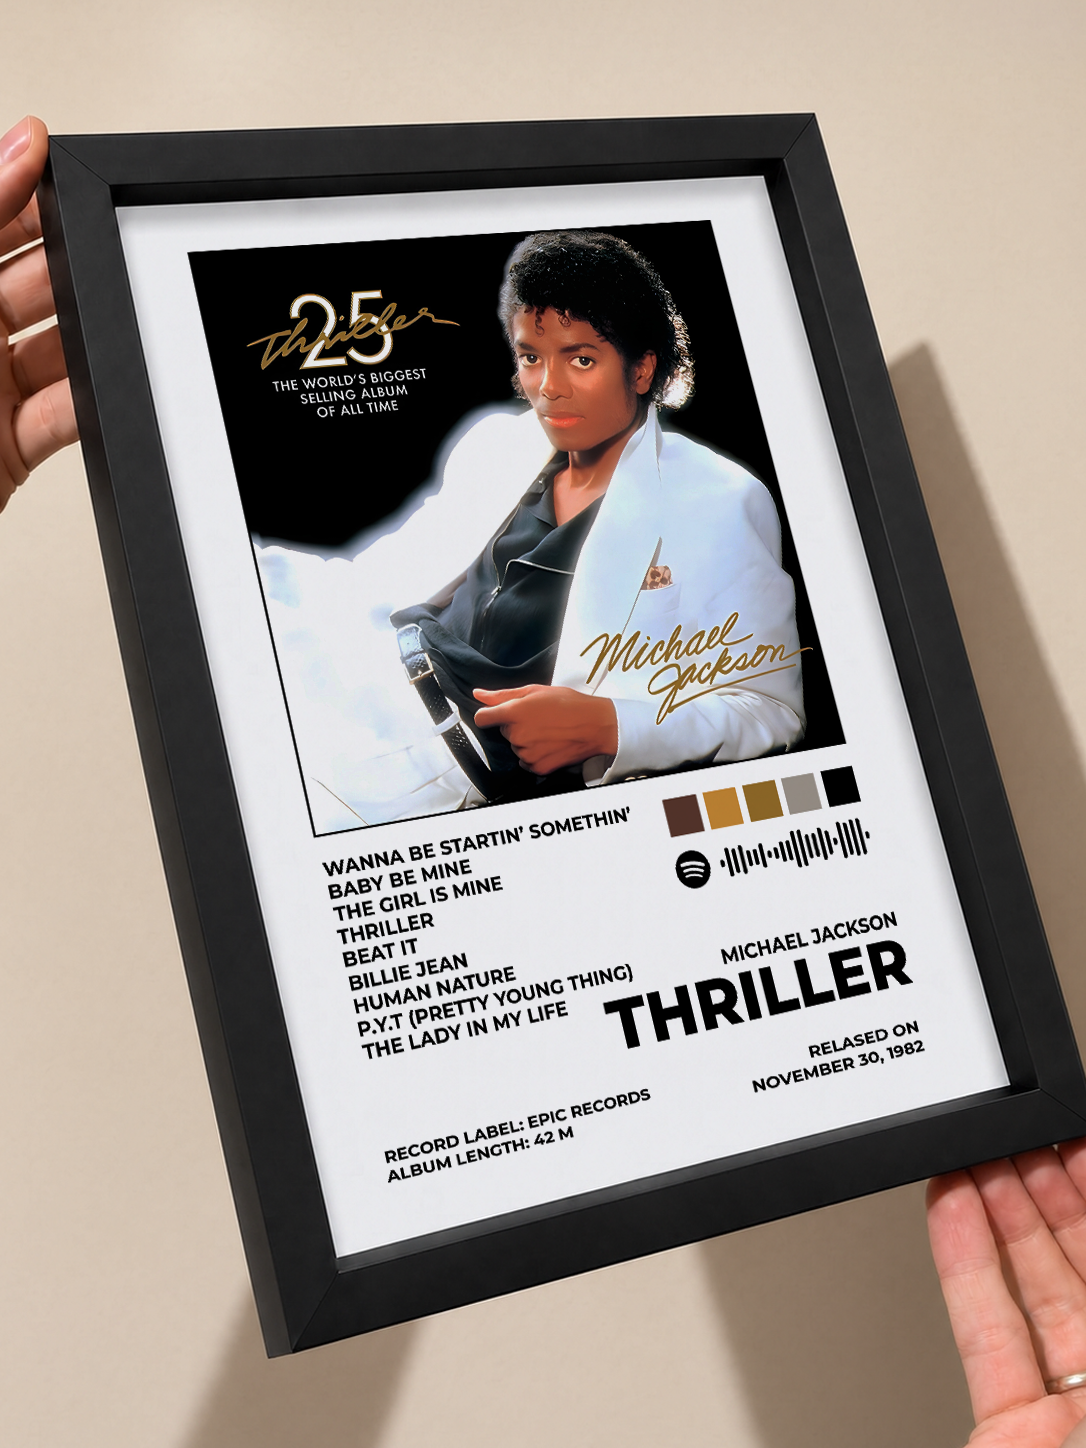 25
Thriller
THE WORLD'S BIGGEST
SELLING ALBUM
OF ALL TIME
Michael
Jackson
WANNA BE STARTIN' SOMETHIN'
BABY BE MINE
THE GIRL IS MINE
THRILLER
BEAT IT
BILLIE JEAN
HUMAN NATURE
P.Y.T (PRETTY YOUNG THING)
THE LADY IN MY LIFE
MICHAEL JACKSON
THRILLER
RELASED ON
NOVEMBER 30, 1982
RECORD LABEL: EPIC RECORDS
ALBUM LENGTH: 42 M